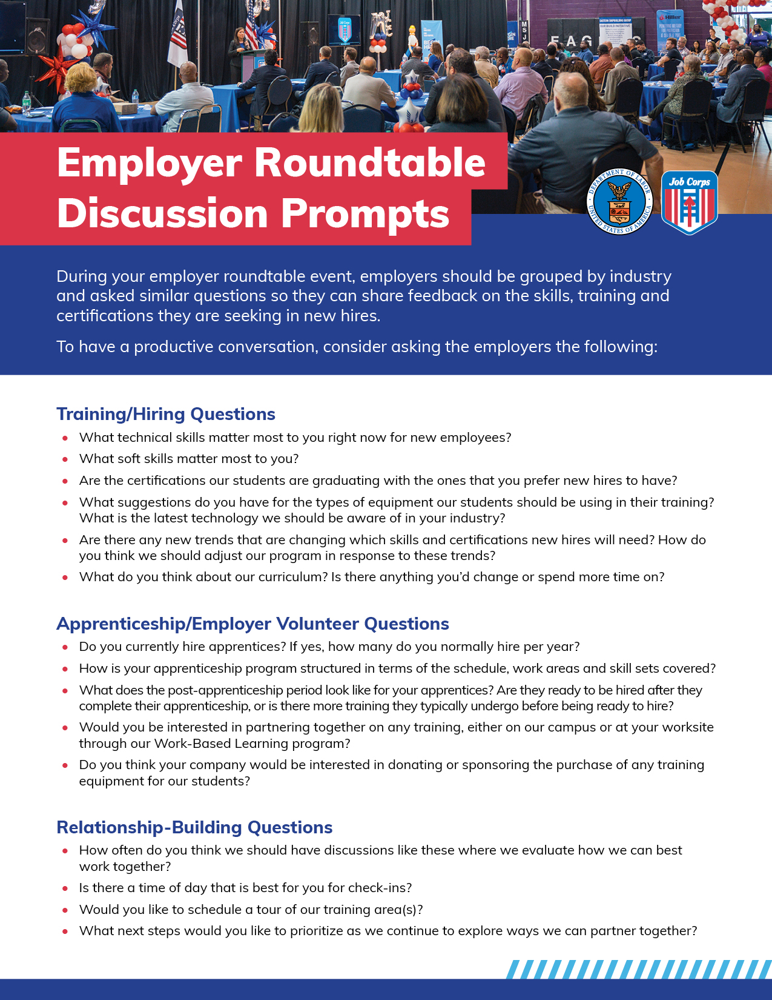 Corps
Job Corps
BEGIN
HE
MSJ
GIN
RE
EASTERN SHIPBUILDING GROUP
OUR BUILD INITIATIVE
EAG
Hiller
Employer Roundtable
Discussion Prompts
DEPARTMENT OF LABOR
UNITED STATES OF AMERICA
Job Corps
During your employer roundtable event, employers should be grouped by industry
and asked similar questions so they can share feedback on the skills, training and
certifications they are seeking in new hires.
To have a productive conversation, consider asking the employers the following:
Training/Hiring Questions
• What technical skills matter most to you right now for new employees?
• What soft skills matter most to you?
• Are the certifications our students are graduating with the ones that you prefer new hires to have?
• What suggestions do you have for the types of equipment our students should be using in their training?
What is the latest technology we should be aware of in your industry?
• Are there any new trends that are changing which skills and certifications new hires will need? How do
you think we should adjust our program in response to these trends?
• What do you think about our curriculum? Is there anything you’d change or spend more time on?
Apprenticeship/Employer Volunteer Questions
• Do you currently hire apprentices? If yes, how many do you normally hire per year?
• How is your apprenticeship program structured in terms of the schedule, work areas and skill sets covered?
• What does the post-apprenticeship period look like for your apprentices? Are they ready to be hired after they
complete their apprenticeship, or is there more training they typically undergo before being ready to hire?
• Would you be interested in partnering together on any training, either on our campus or at your worksite
through our Work-Based Learning program?
• Do you think your company would be interested in donating or sponsoring the purchase of any training
equipment for our students?
Relationship-Building Questions
• How often do you think we should have discussions like these where we evaluate how we can best
work together?
• Is there a time of day that is best for you for check-ins?
• Would you like to schedule a tour of our training area(s)?
• What next steps would you like to prioritize as we continue to explore ways we can partner together?